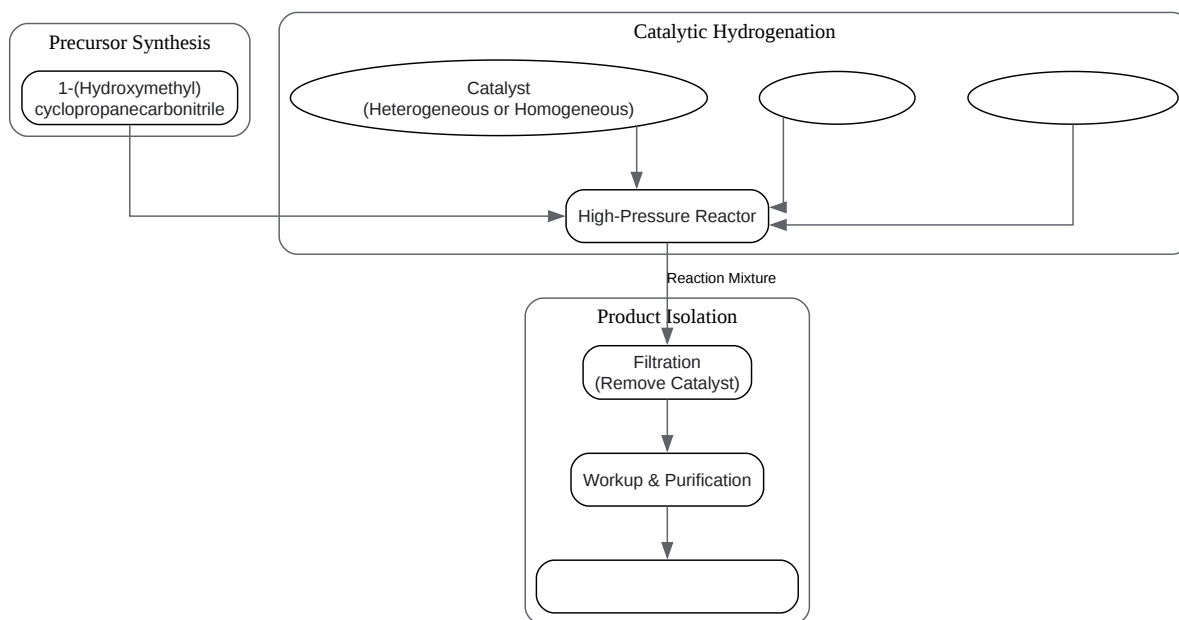 Precursor Synthesis
1-(Hydroxymethyl)
cyclopropanecarbonitrile
Catalytic Hydrogenation
Catalyst
(Heterogeneous or Homogeneous)
High-Pressure Reactor
Reaction Mixture
Product Isolation
Filtration
(Remove Catalyst)
Workup & Purification